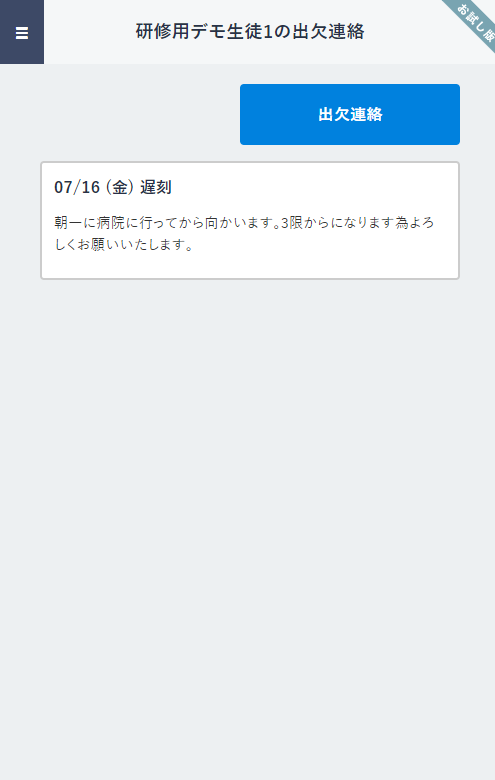 研修用デモ生徒1の出欠連絡
お試し版
出欠連絡
07/16 (金) 遅刻
朝一に病院に行ってから向かいます。3限からになります為よろ
しくお願いいたします。